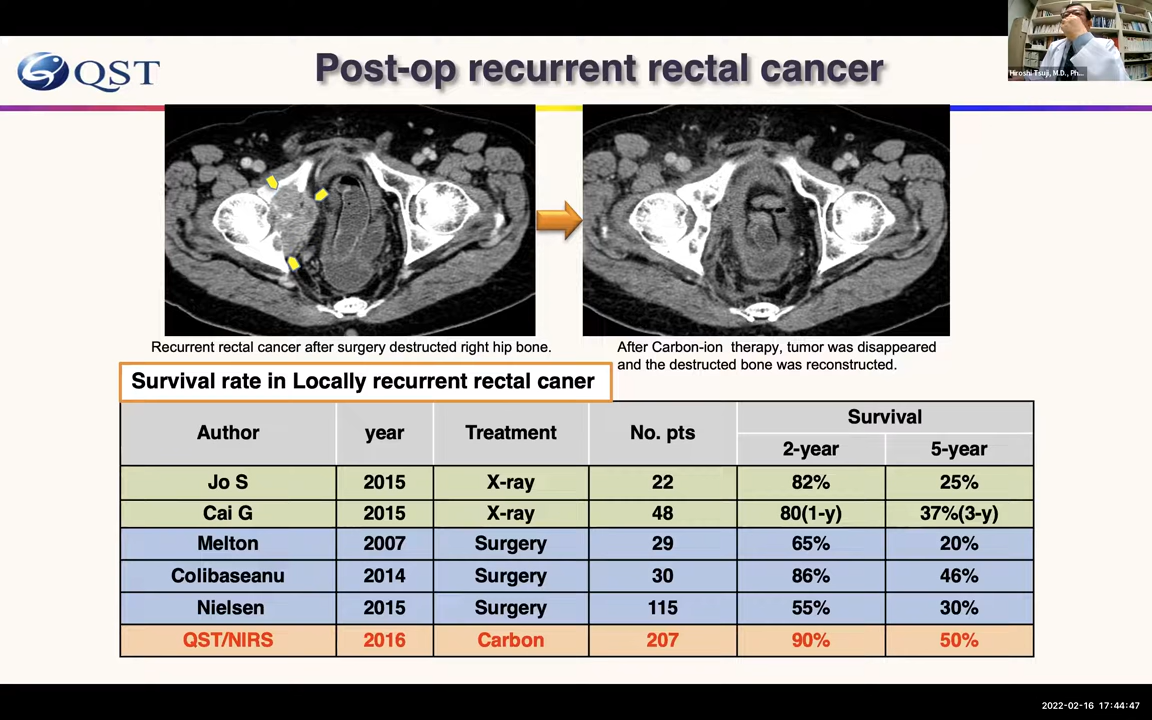 QST
Post-op recurrent rectal cancer
Hiroshi Tsuji, M.D., Ph...
Recurrent rectal cancer after surgery destructed right hip bone.
After Carbon-ion therapy, tumor was disappeared
and the destructed bone was reconstructed.
Survival rate in Locally recurrent rectal caner
Author year Treatment No. pts Survival
2-year 5-year
Jo S 2015 X-ray 22 82% 25%
Cai G 2015 X-ray 48 80(1-y) 37%(3-y)
Melton 2007 Surgery 29 65% 20%
Colibaseanu 2014 Surgery 30 86% 46%
Nielsen 2015 Surgery 115 55% 30%
QST/NIRS 2016 Carbon 207 90% 50%
2022-02-16 17:44:47